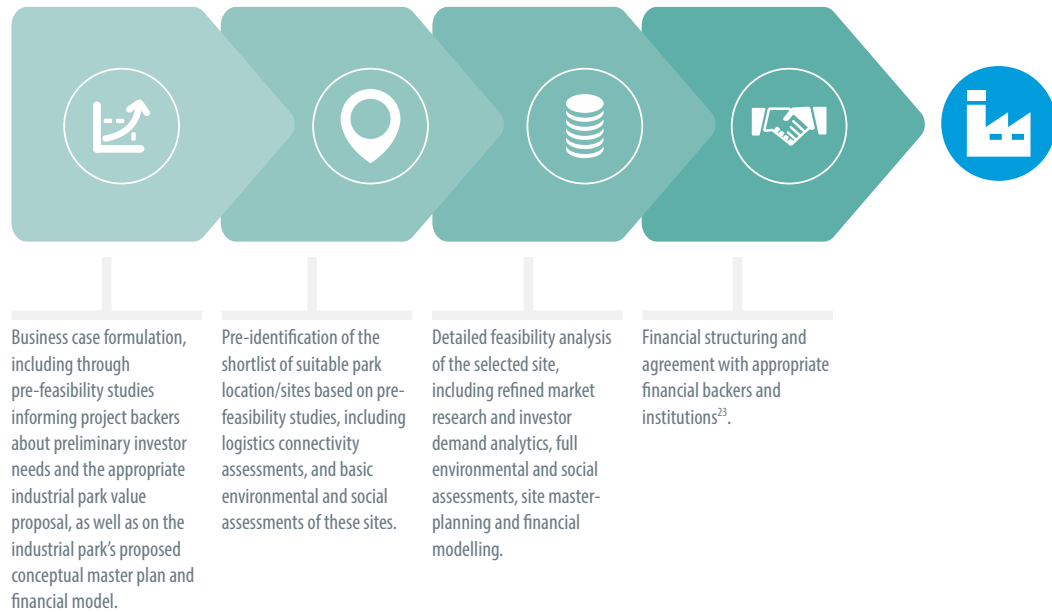 Business case formulation,
including through
pre-feasibility studies
informing project backers
about preliminary investor
needs and the appropriate
industrial park value
proposal, as well as on the
industrial park's proposed
conceptual master plan and
financial model.
Pre-identification of the
shortlist of suitable park
location/sites based on pre-
feasibility studies, including
logistics connectivity
assessments, and basic
environmental and social
assessments of these sites.
Detailed feasibility analysis
of the selected site,
including refined market
research and investor
demand analytics, full
environmental and social
assessments, site master-
planning and financial
modelling.
Financial structuring and
agreement with appropriate
financial backers and
institutions²³.